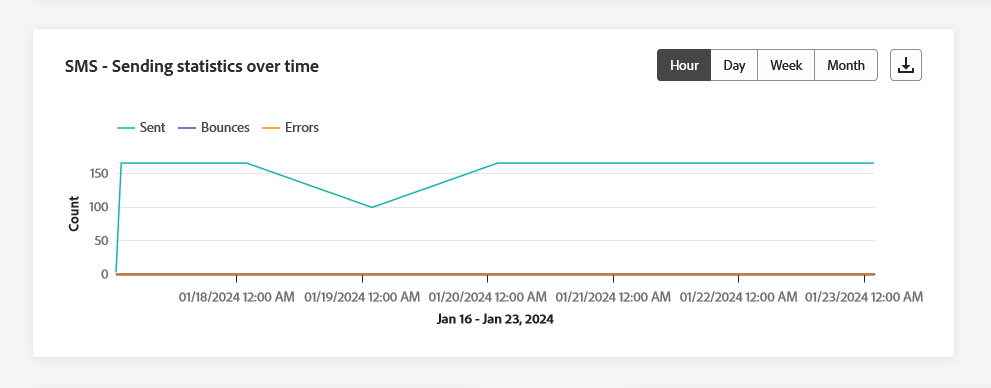 SMS - Sending statistics over time
Hour Day Week Month
Sent Bounces Errors
150
100
50
0
Count
01/18/2024 12:00 AM 01/19/2024 12:00 AM 01/20/2024 12:00 AM 01/21/2024 12:00 AM 01/22/2024 12:00 AM 01/23/2024 12:00 AM
Jan 16 - Jan 23, 2024